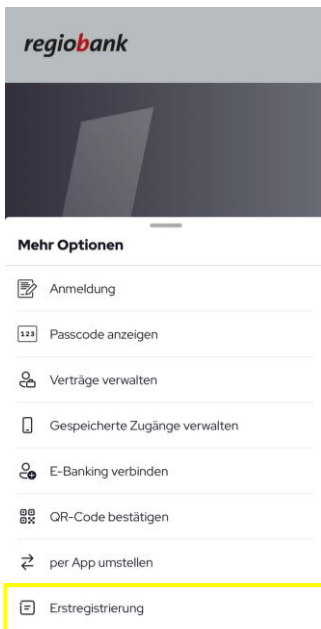 regiobank
Mehr Optionen
Anmeldung
123 Passcode anzeigen
Verträge verwalten
Gespeicherte Zugänge verwalten
E-Banking verbinden
QR-Code bestätigen
per App umstellen
Erstregistrierung